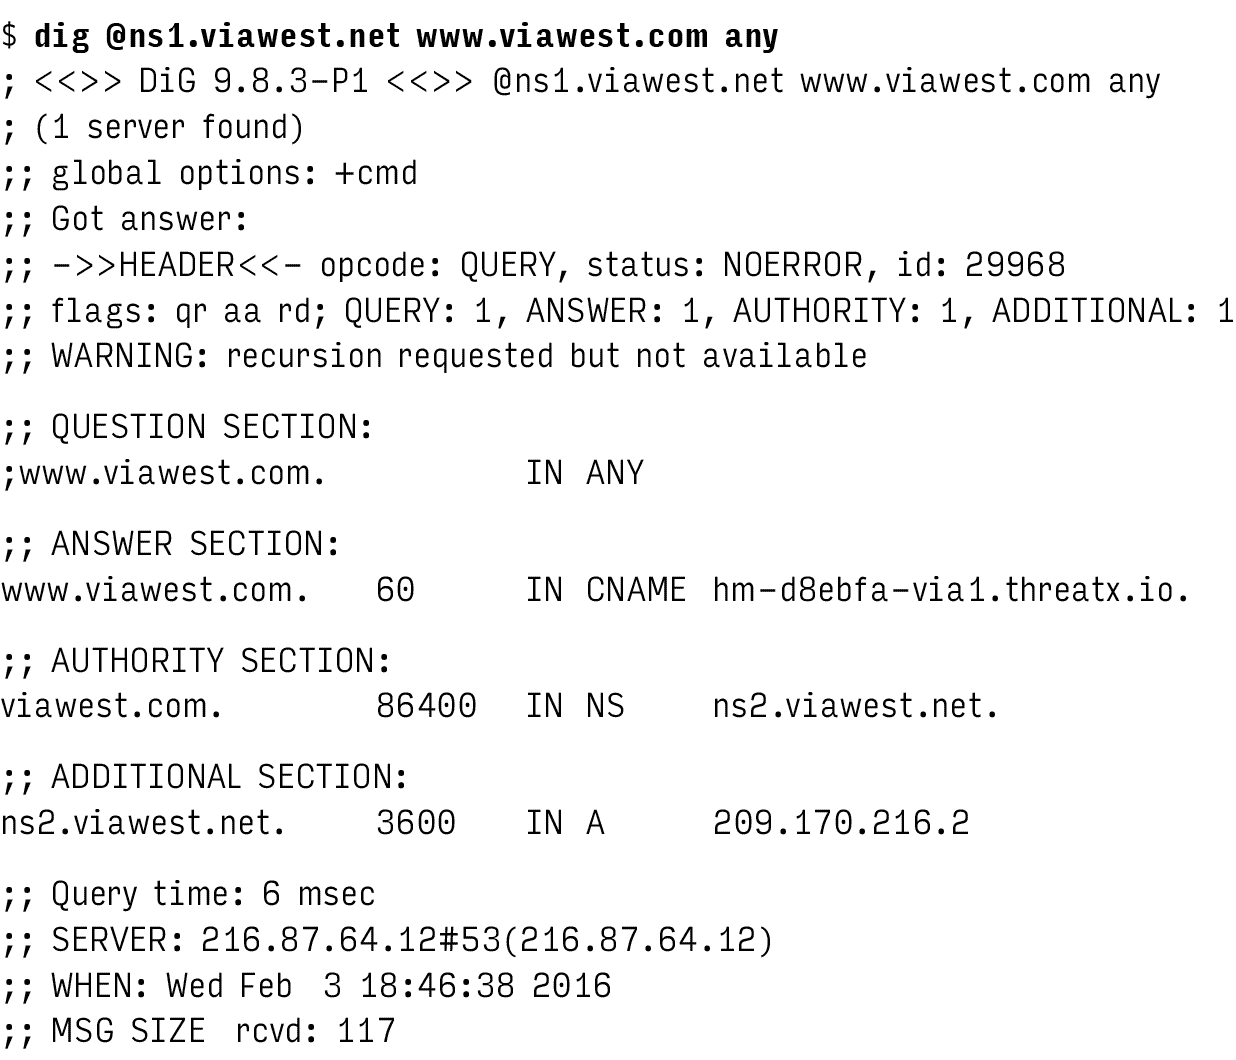 $ dig @ns1.viawest.net www.viawest.com any
; <<>> DiG 9.8.3-P1 <<>> @ns1.viawest.net www.viawest.com any
; (1 server found)
;; global options: +cmd
;; Got answer:
;; ->>HEADER<<- opcode: QUERY, status: NOERROR, id: 29968
;; flags: qr aa rd; QUERY: 1, ANSWER: 1, AUTHORITY: 1, ADDITIONAL: 1
;; WARNING: recursion requested but not available
;; QUESTION SECTION:
;www.viawest.com. IN ANY
;; ANSWER SECTION:
www.viawest.com. 60 IN CNAME hm-d8ebfa-via1.threatx.io.
;; AUTHORITY SECTION:
viawest.com. 86400 IN NS ns2.viawest.net.
;; ADDITIONAL SECTION:
ns2.viawest.net. 3600 IN A 209.170.216.2
;; Query time: 6 msec
;; SERVER: 216.87.64.12#53(216.87.64.12)
;; WHEN: Wed Feb 3 18:46:38 2016
;; MSG SIZE rcvd: 117